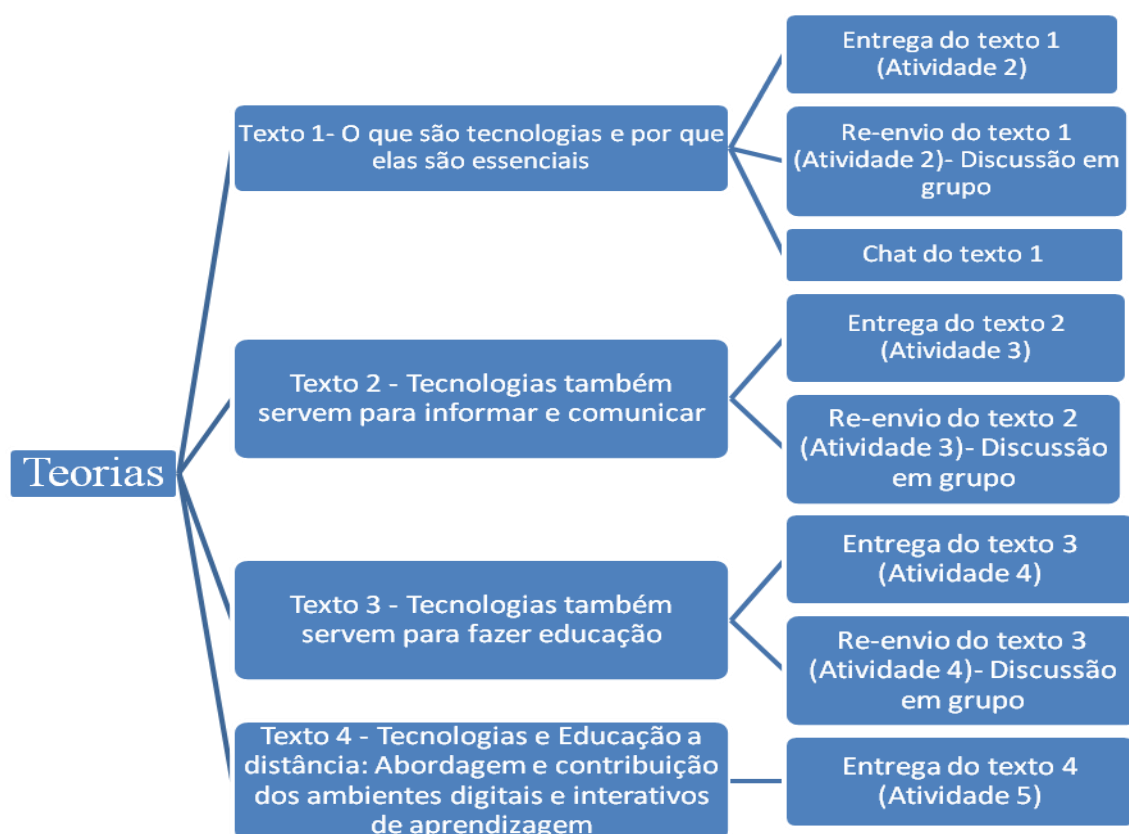 Teorias
Texto 1- O que são tecnologias e por que
elas são essenciais
Entrega do texto 1
(Atividade 2)
Re-envio do texto 1
(Atividade 2)- Discussão em
grupo
Chat do texto 1
Texto 2 - Tecnologias também
servem para informar e comunicar
Entrega do texto 2
(Atividade 3)
Re-envio do texto 2
(Atividade 3)- Discussão
em grupo
Texto 3 - Tecnologias também
servem para fazer educação
Entrega do texto 3
(Atividade 4)
Re-envio do texto 3
(Atividade 4)- Discussão
em grupo
Texto 4 - Tecnologias e Educação a
distância: Abordagem e contribuição
dos ambientes digitais e interativos
de aprendizagem
Entrega do texto 4
(Atividade 5)